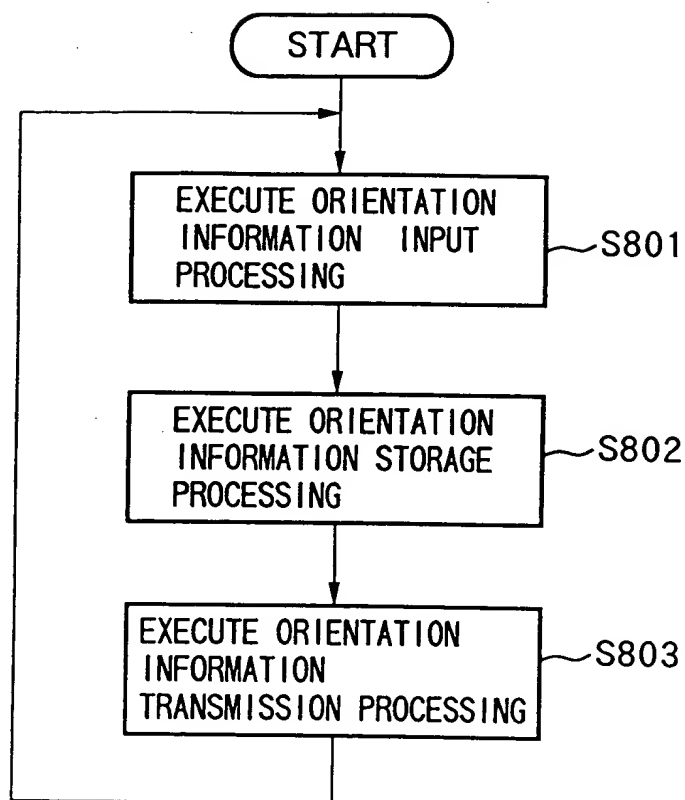 START
EXECUTE ORIENTATION
INFORMATION INPUT
PROCESSING
S801
EXECUTE ORIENTATION
INFORMATION STORAGE
PROCESSING
S802
EXECUTE ORIENTATION
INFORMATION
TRANSMISSION PROCESSING
S803